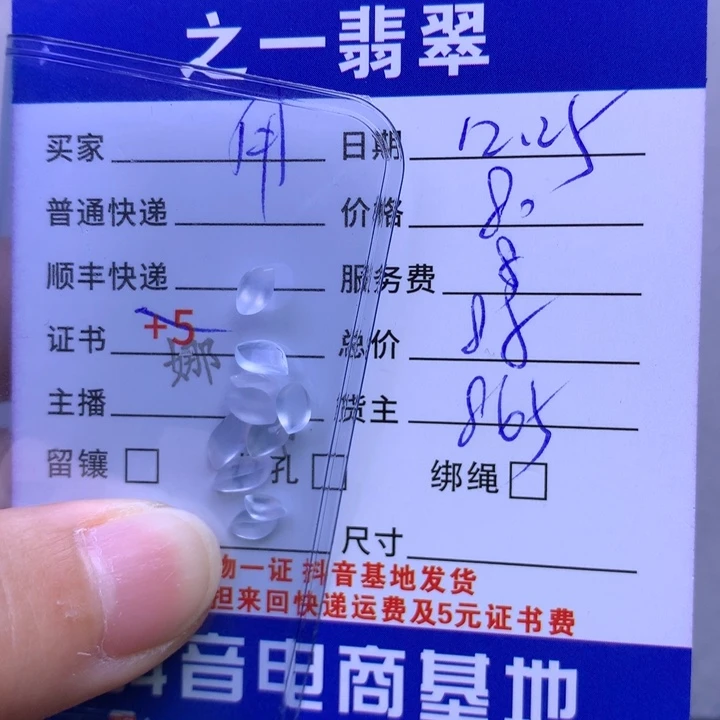 之一翡翠
买家 日期 12.25
普通快递 价格 80
顺丰快递 服务费 8
证书 +5 总价 88
娜
主播 货主 865
留镶 孔 绑绳
尺寸
物一证 抖音基地发货
担来回快递运费及5元证书费
抖音电商基地